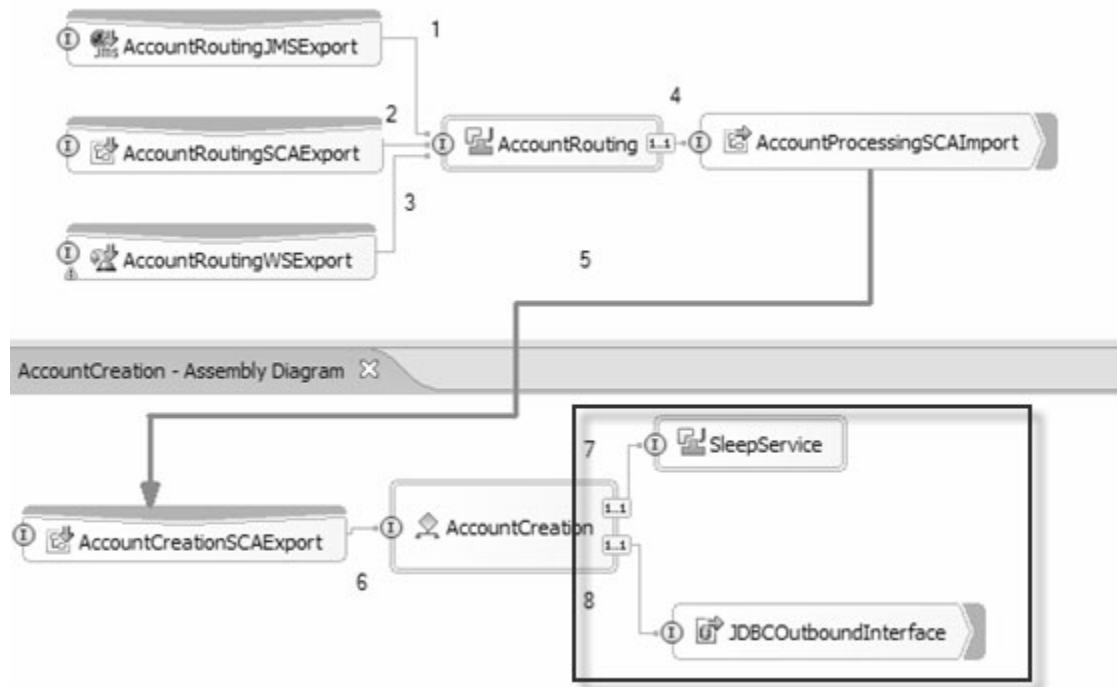 1
AccountRoutingJMSExport
JMS
2
4
AccountRoutingSCAExport
AccountRouting
1..1
AccountProcessingSCAImport
3
AccountRoutingWSExport
5
AccountCreation - Assembly Diagram
7
SleepService
1..1
AccountCreationSCAExport
AccountCreation
1..1
6
8
JDBCOutboundInterface